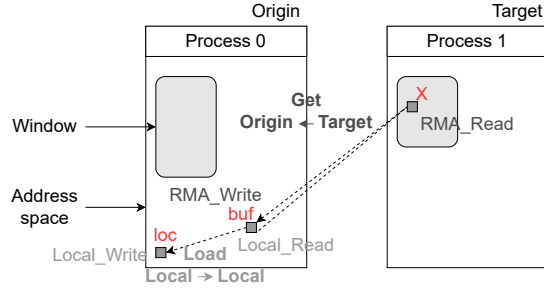 Origin
Target
Process 0
Process 1
X
Get
Origin ← Target
RMA_Read
Window
RMA_Write
Address
space
buf
loc
Local_Read
Local_Write
Load
Local → Local